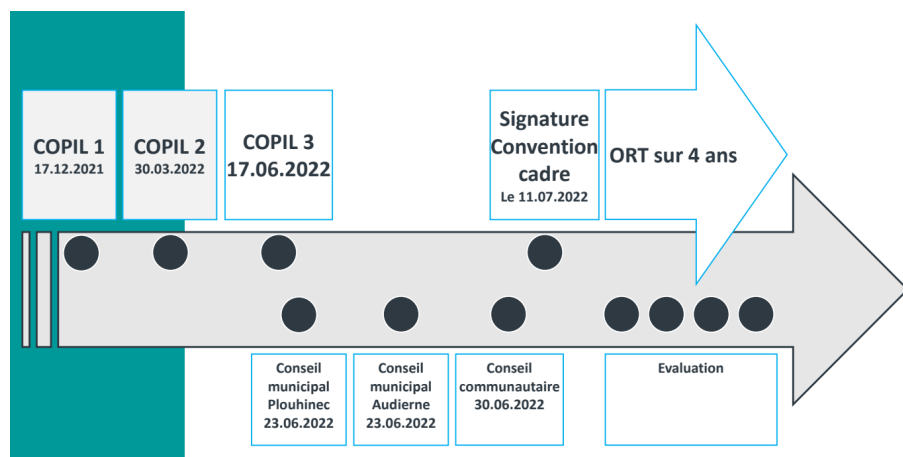 COPIL 1
17.12.2021
COPIL 2
30.03.2022
COPIL 3
17.06.2022
Signature
Convention
cadre
Le 11.07.2022
ORT sur 4 ans
Conseil
municipal
Plouhinec
23.06.2022
Conseil
municipal
Audierne
23.06.2022
Conseil
communautaire
30.06.2022
Evaluation